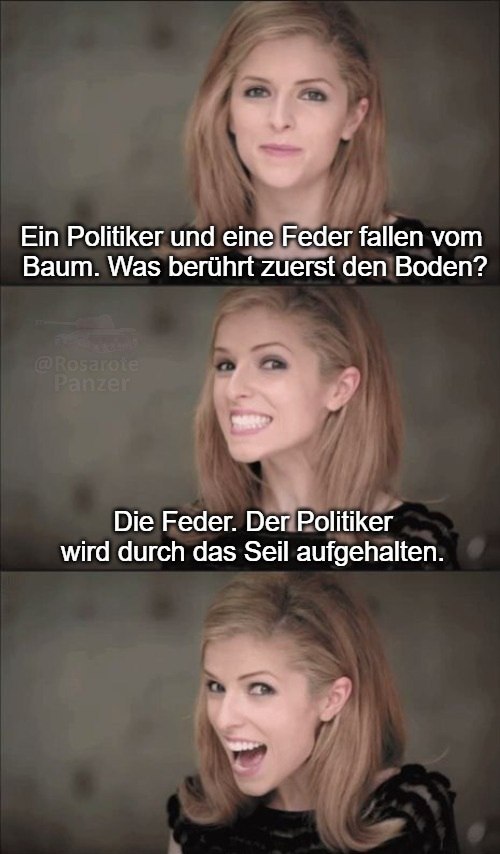 Ein Politiker und eine Feder fallen vom
Baum. Was berührt zuerst den Boden?
@Rosarote
Panzer
Die Feder. Der Politiker
wird durch das Seil aufgehalten.